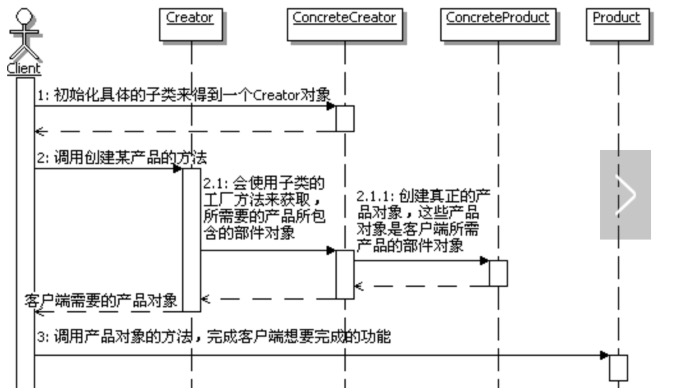 Creator
ConcreteCreator
ConcreteProduct
Product
Client
1: 初始化具体的子类来得到一个Creator对象
2: 调用创建某产品的方法
2.1: 会使用子类的
工厂方法来获取，
所需要的产品所包
含的部件对象
2.1.1: 创建真正的产
品对象，这些产品
对象是客户端所需
产品的部件对象
客户端需要的产品对象
3: 调用产品对象的方法，完成客户端想要完成的功能